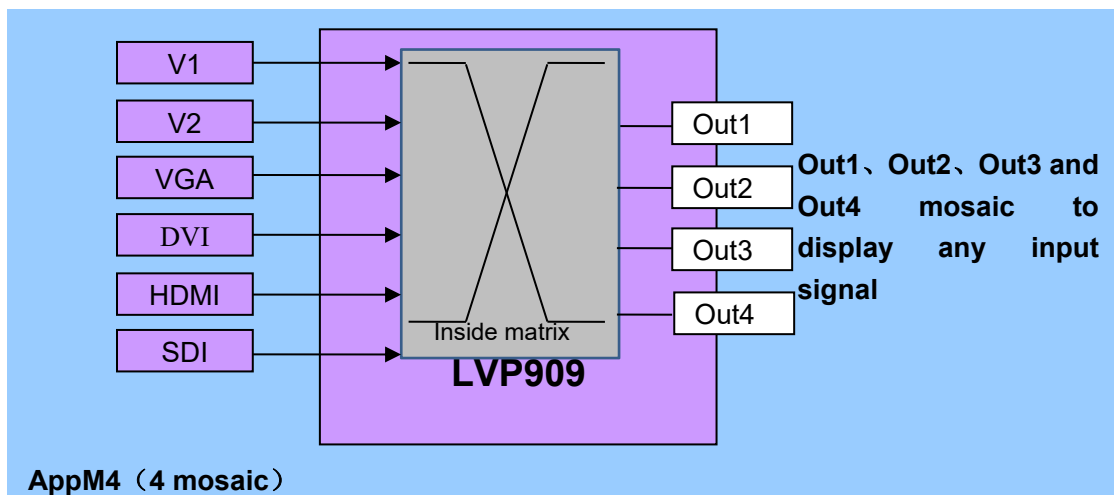 V1
V2
VGA
DVI
HDMI
SDI
Inside matrix
LVP909
Out1
Out2
Out3
Out4
Out1、Out2、Out3 and
Out4 mosaic to
display any input
signal
AppM4（4 mosaic）